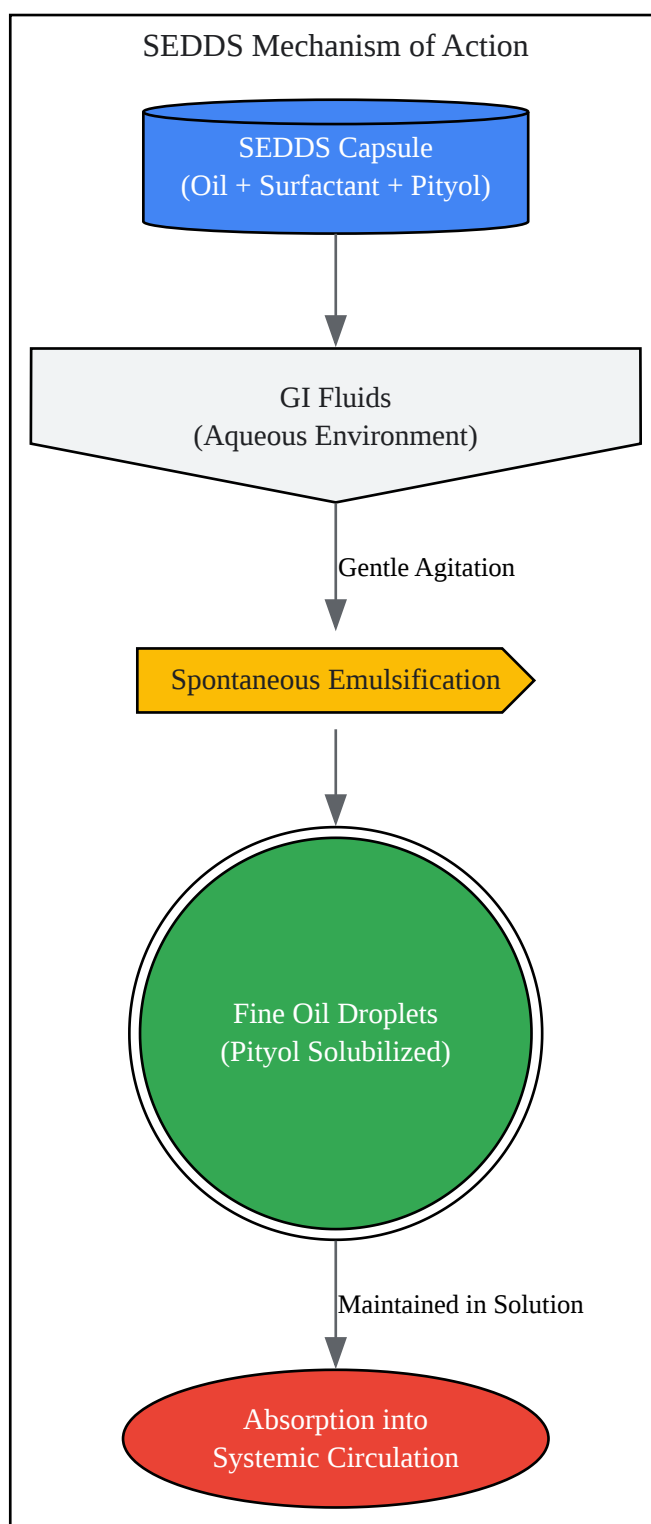 SEDDS Mechanism of Action
SEDDS Capsule
(Oil + Surfactant + Pityol)
GI Fluids
(Aqueous Environment)
Gentle Agitation
Spontaneous Emulsification
Fine Oil Droplets
(Pityol Solubilized)
Maintained in Solution
Absorption into
Systemic Circulation